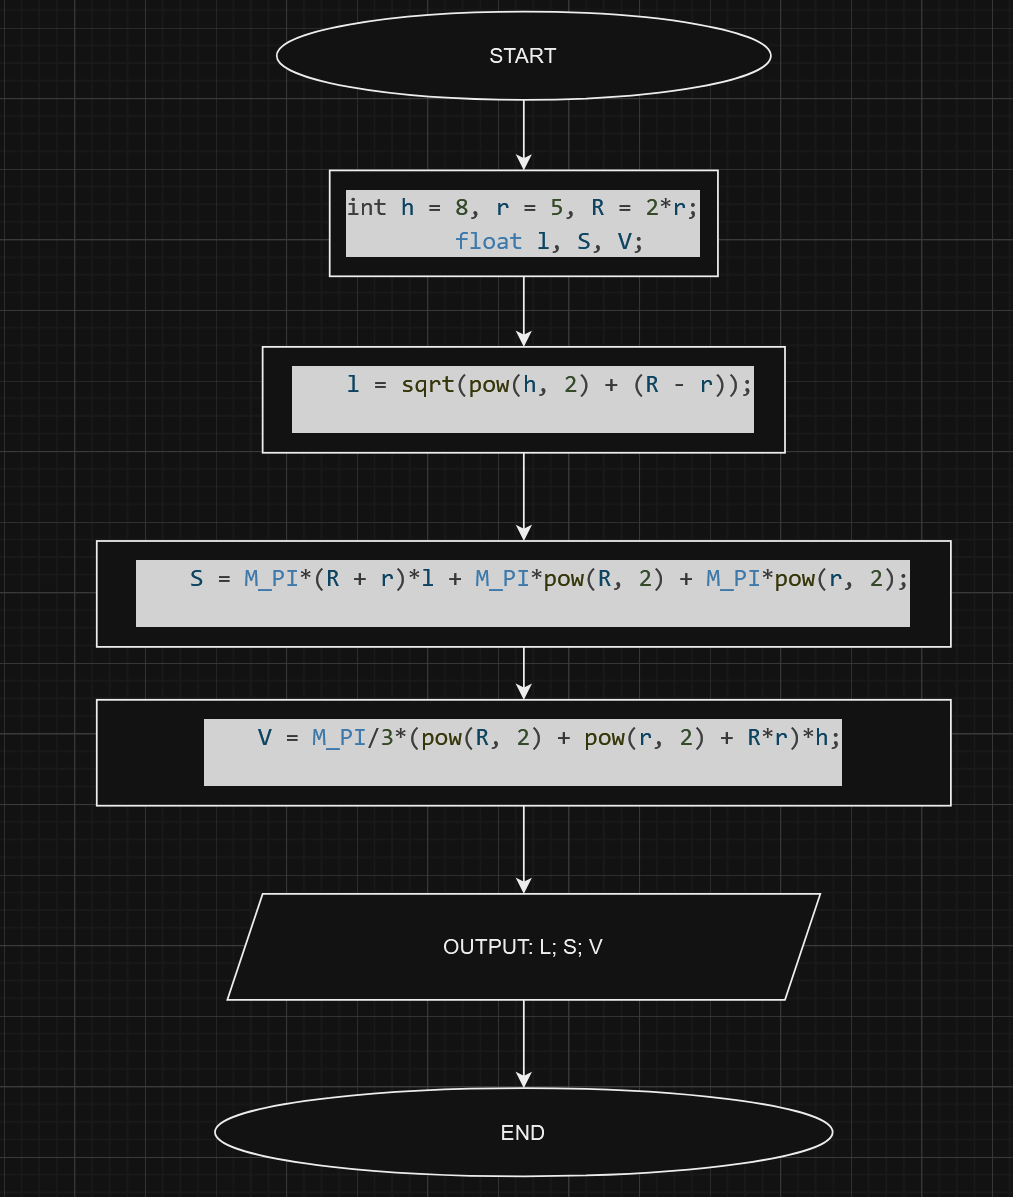 START
int h = 8, r = 5, R = 2*r;
float l, S, V;
l = sqrt(pow(h, 2) + (R - r));
S = M_PI*(R + r)*l + M_PI*pow(R, 2) + M_PI*pow(r, 2);
V = M_PI/3*(pow(R, 2) + pow(r, 2) + R*r)*h;
OUTPUT: L; S; V
END